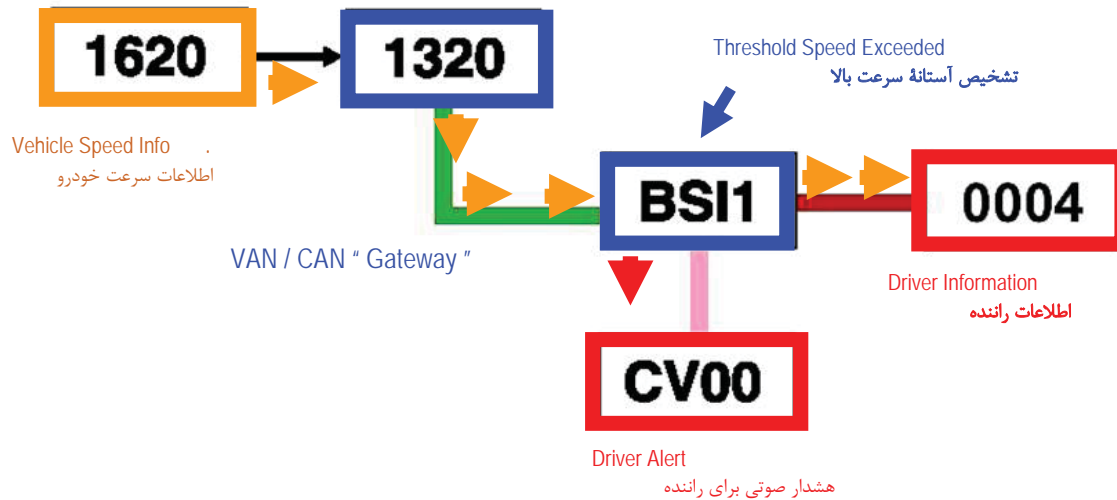 1620
1320
Threshold Speed Exceeded
تشخیص آستانۀ سرعت بالا
Vehicle Speed Info .
اطلاعات سرعت خودرو
BSI1
0004
VAN / CAN “ Gateway ”
Driver Information
اطلاعات راننده
CV00
Driver Alert
هشدار صوتی برای راننده